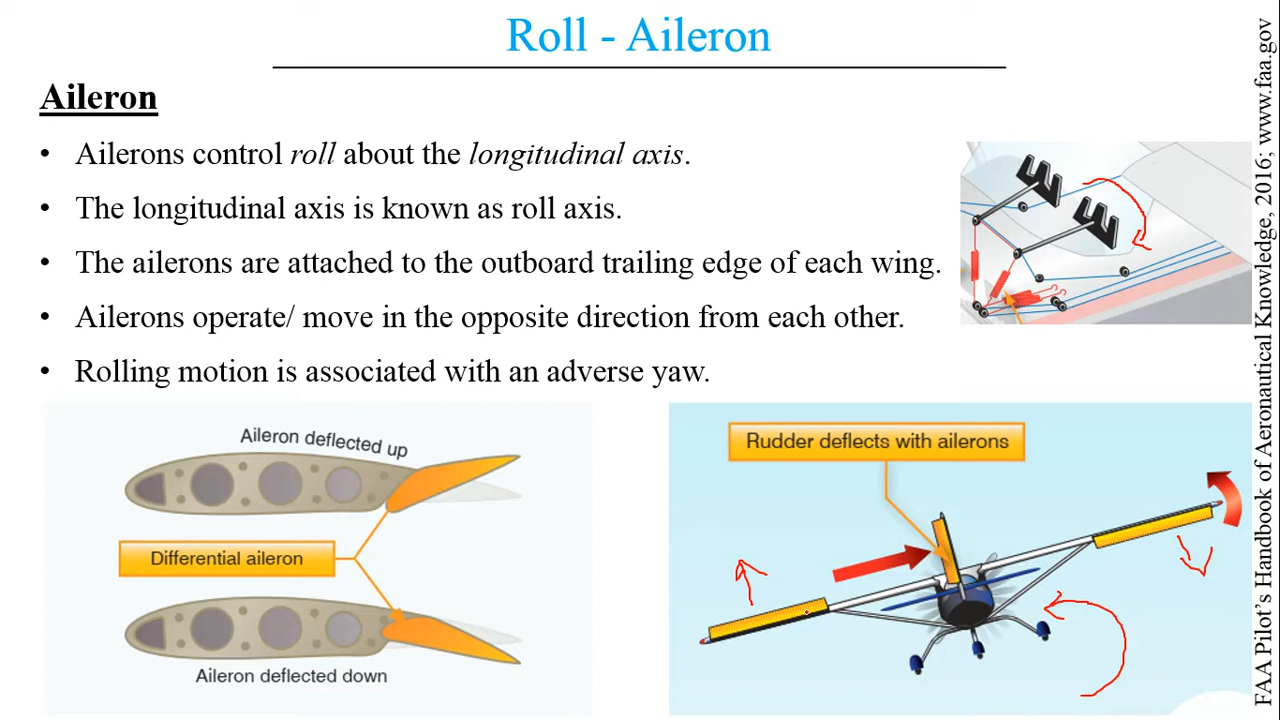 Roll - Aileron
Aileron
• Ailerons control roll about the longitudinal axis.
• The longitudinal axis is known as roll axis.
• The ailerons are attached to the outboard trailing edge of each wing.
• Ailerons operate/ move in the opposite direction from each other.
• Rolling motion is associated with an adverse yaw.
Aileron deflected up
Differential aileron
Aileron deflected down
Rudder deflects with ailerons
FAA Pilot’s Handbook of Aeronautical Knowledge, 2016; www.faa.gov